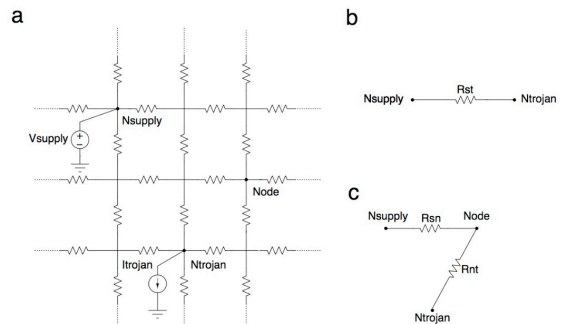 a
Nsupply
Vsupply
Node
Itrojan Ntrojan
b
Rst
Nsupply Ntrojan
c
Nsupply Rsn Node
Rnt
Ntrojan